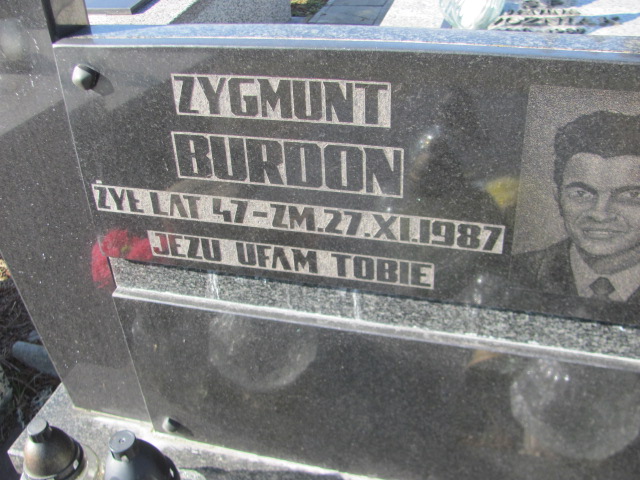 ZYGMUNT
BURDON
ŻYŁ LAT 47-ZM.27.XI.1987
JEZU UFAM TOBIE